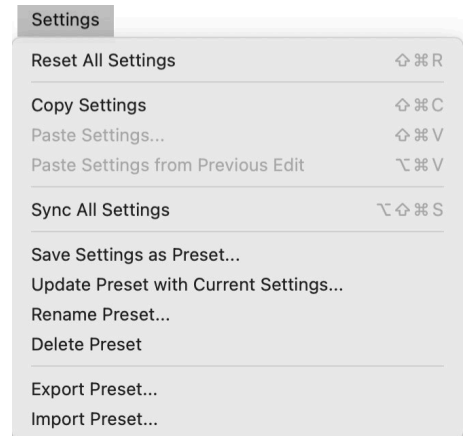 Settings
Reset All Settings ⇧⌘R
Copy Settings ⇧⌘C
Paste Settings... ⇧⌘V
Paste Settings from Previous Edit ⌥⌘V
Sync All Settings ⌥⇧⌘S
Save Settings as Preset...
Update Preset with Current Settings...
Rename Preset...
Delete Preset
Export Preset...
Import Preset...